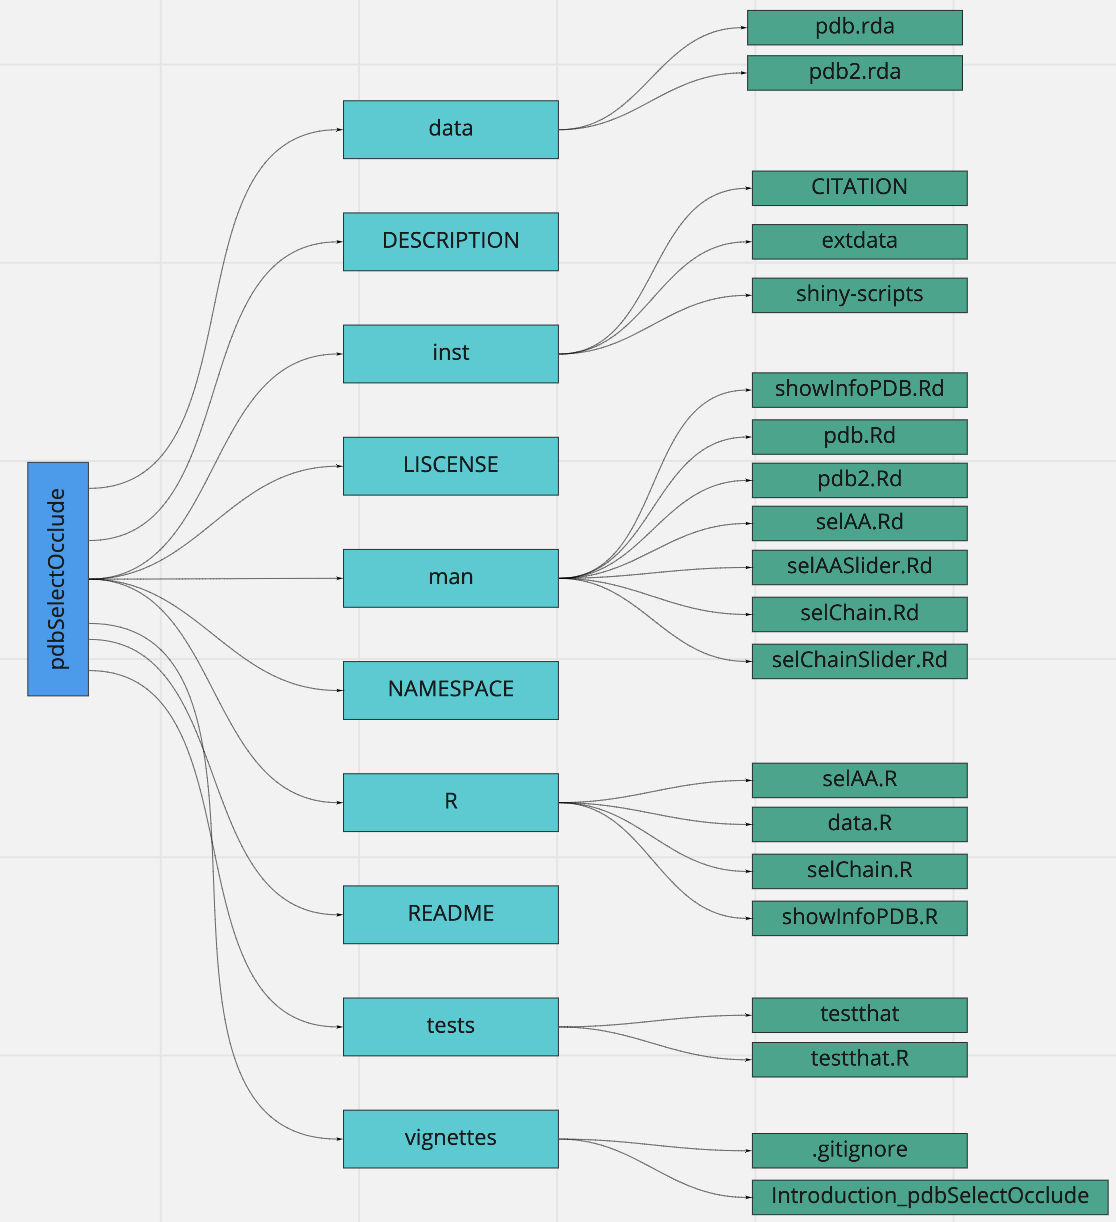 pdbSelectOcclude
data
pdb.rda
pdb2.rda
DESCRIPTION
inst
CITATION
extdata
shiny-scripts
LISCENSE
man
showInfoPDB.Rd
pdb.Rd
pdb2.Rd
selAA.Rd
selAASlider.Rd
selChain.Rd
selChainSlider.Rd
NAMESPACE
R
selAA.R
data.R
selChain.R
showInfoPDB.R
README
tests
testthat
testthat.R
vignettes
.gitignore
Introduction_pdbSelectOcclude